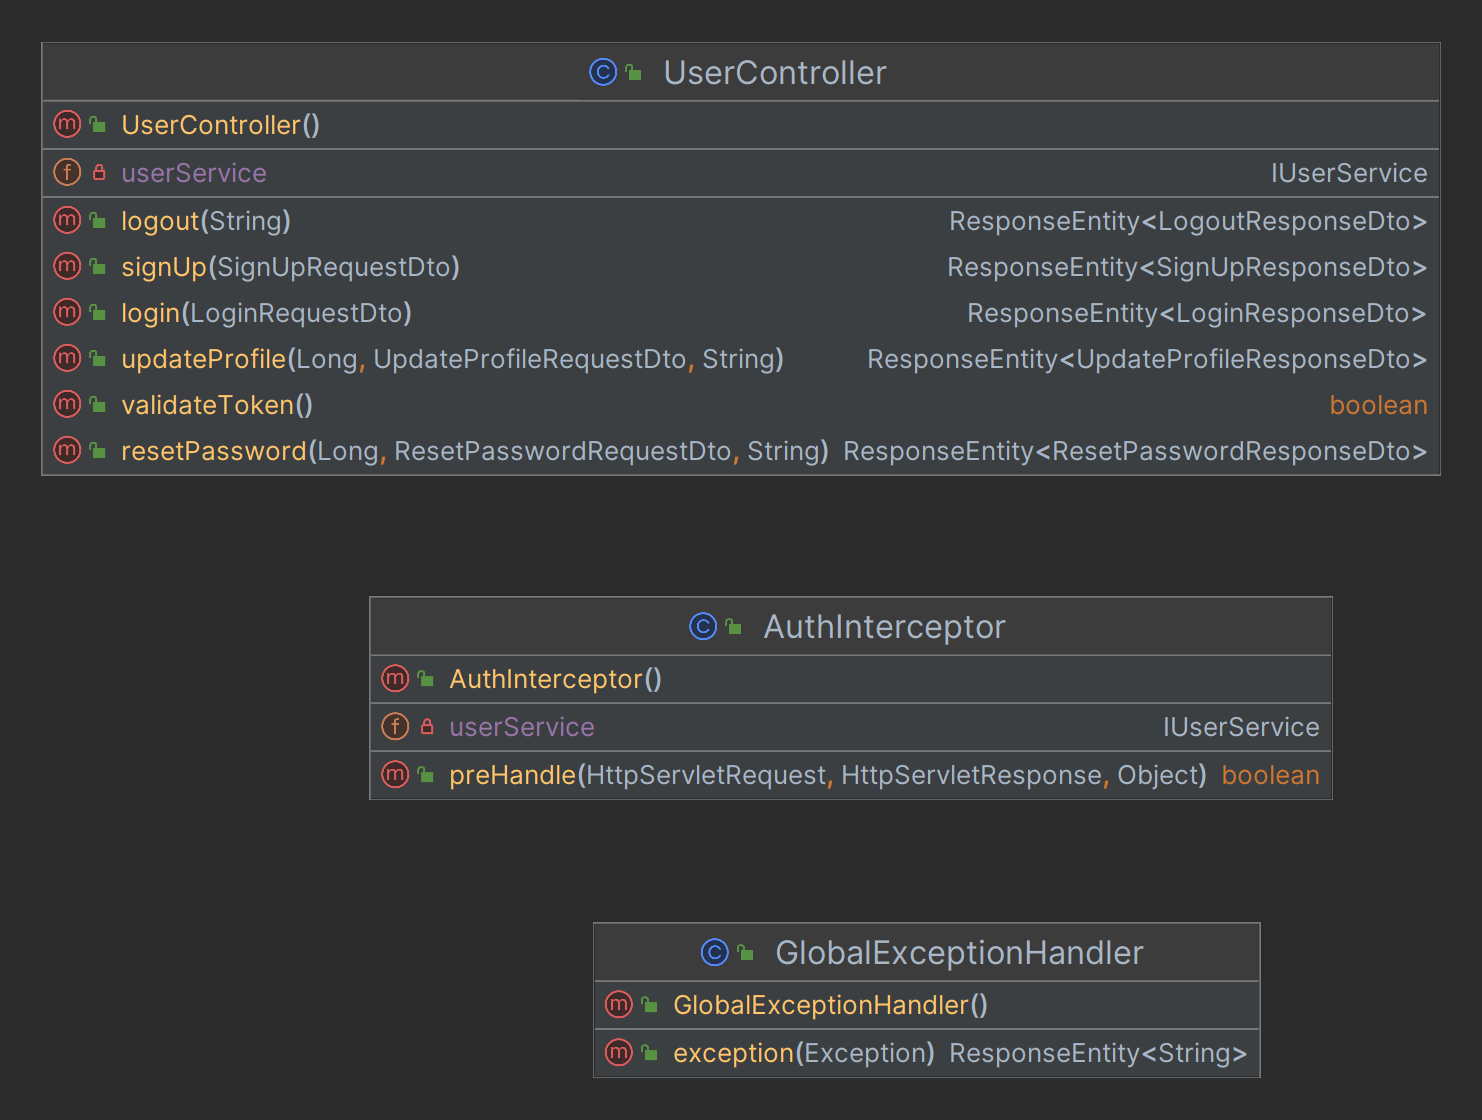 UserController
UserController()
userService IUserService
logout(String) ResponseEntity<LogoutResponseDto>
signUp(SignUpRequestDto) ResponseEntity<SignUpResponseDto>
login(LoginRequestDto) ResponseEntity<LoginResponseDto>
updateProfile(Long, UpdateProfileRequestDto, String) ResponseEntity<UpdateProfileResponseDto>
validateToken() boolean
resetPassword(Long, ResetPasswordRequestDto, String) ResponseEntity<ResetPasswordResponseDto>
AuthInterceptor
AuthInterceptor()
userService IUserService
preHandle(HttpServletRequest, HttpServletResponse, Object) boolean
GlobalExceptionHandler
GlobalExceptionHandler()
exception(Exception) ResponseEntity<String>